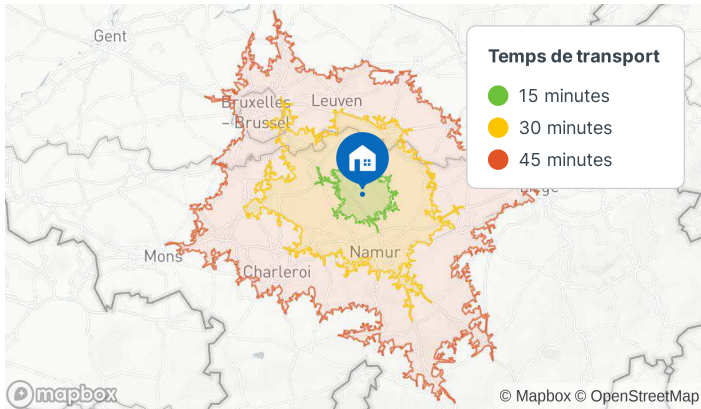 Gent
Temps de transport
15 minutes
30 minutes
45 minutes
Bruxelles
- Brussel
Leuven
Namur
Mons
Charleroi
mapbox
© Mapbox © OpenStreetMap